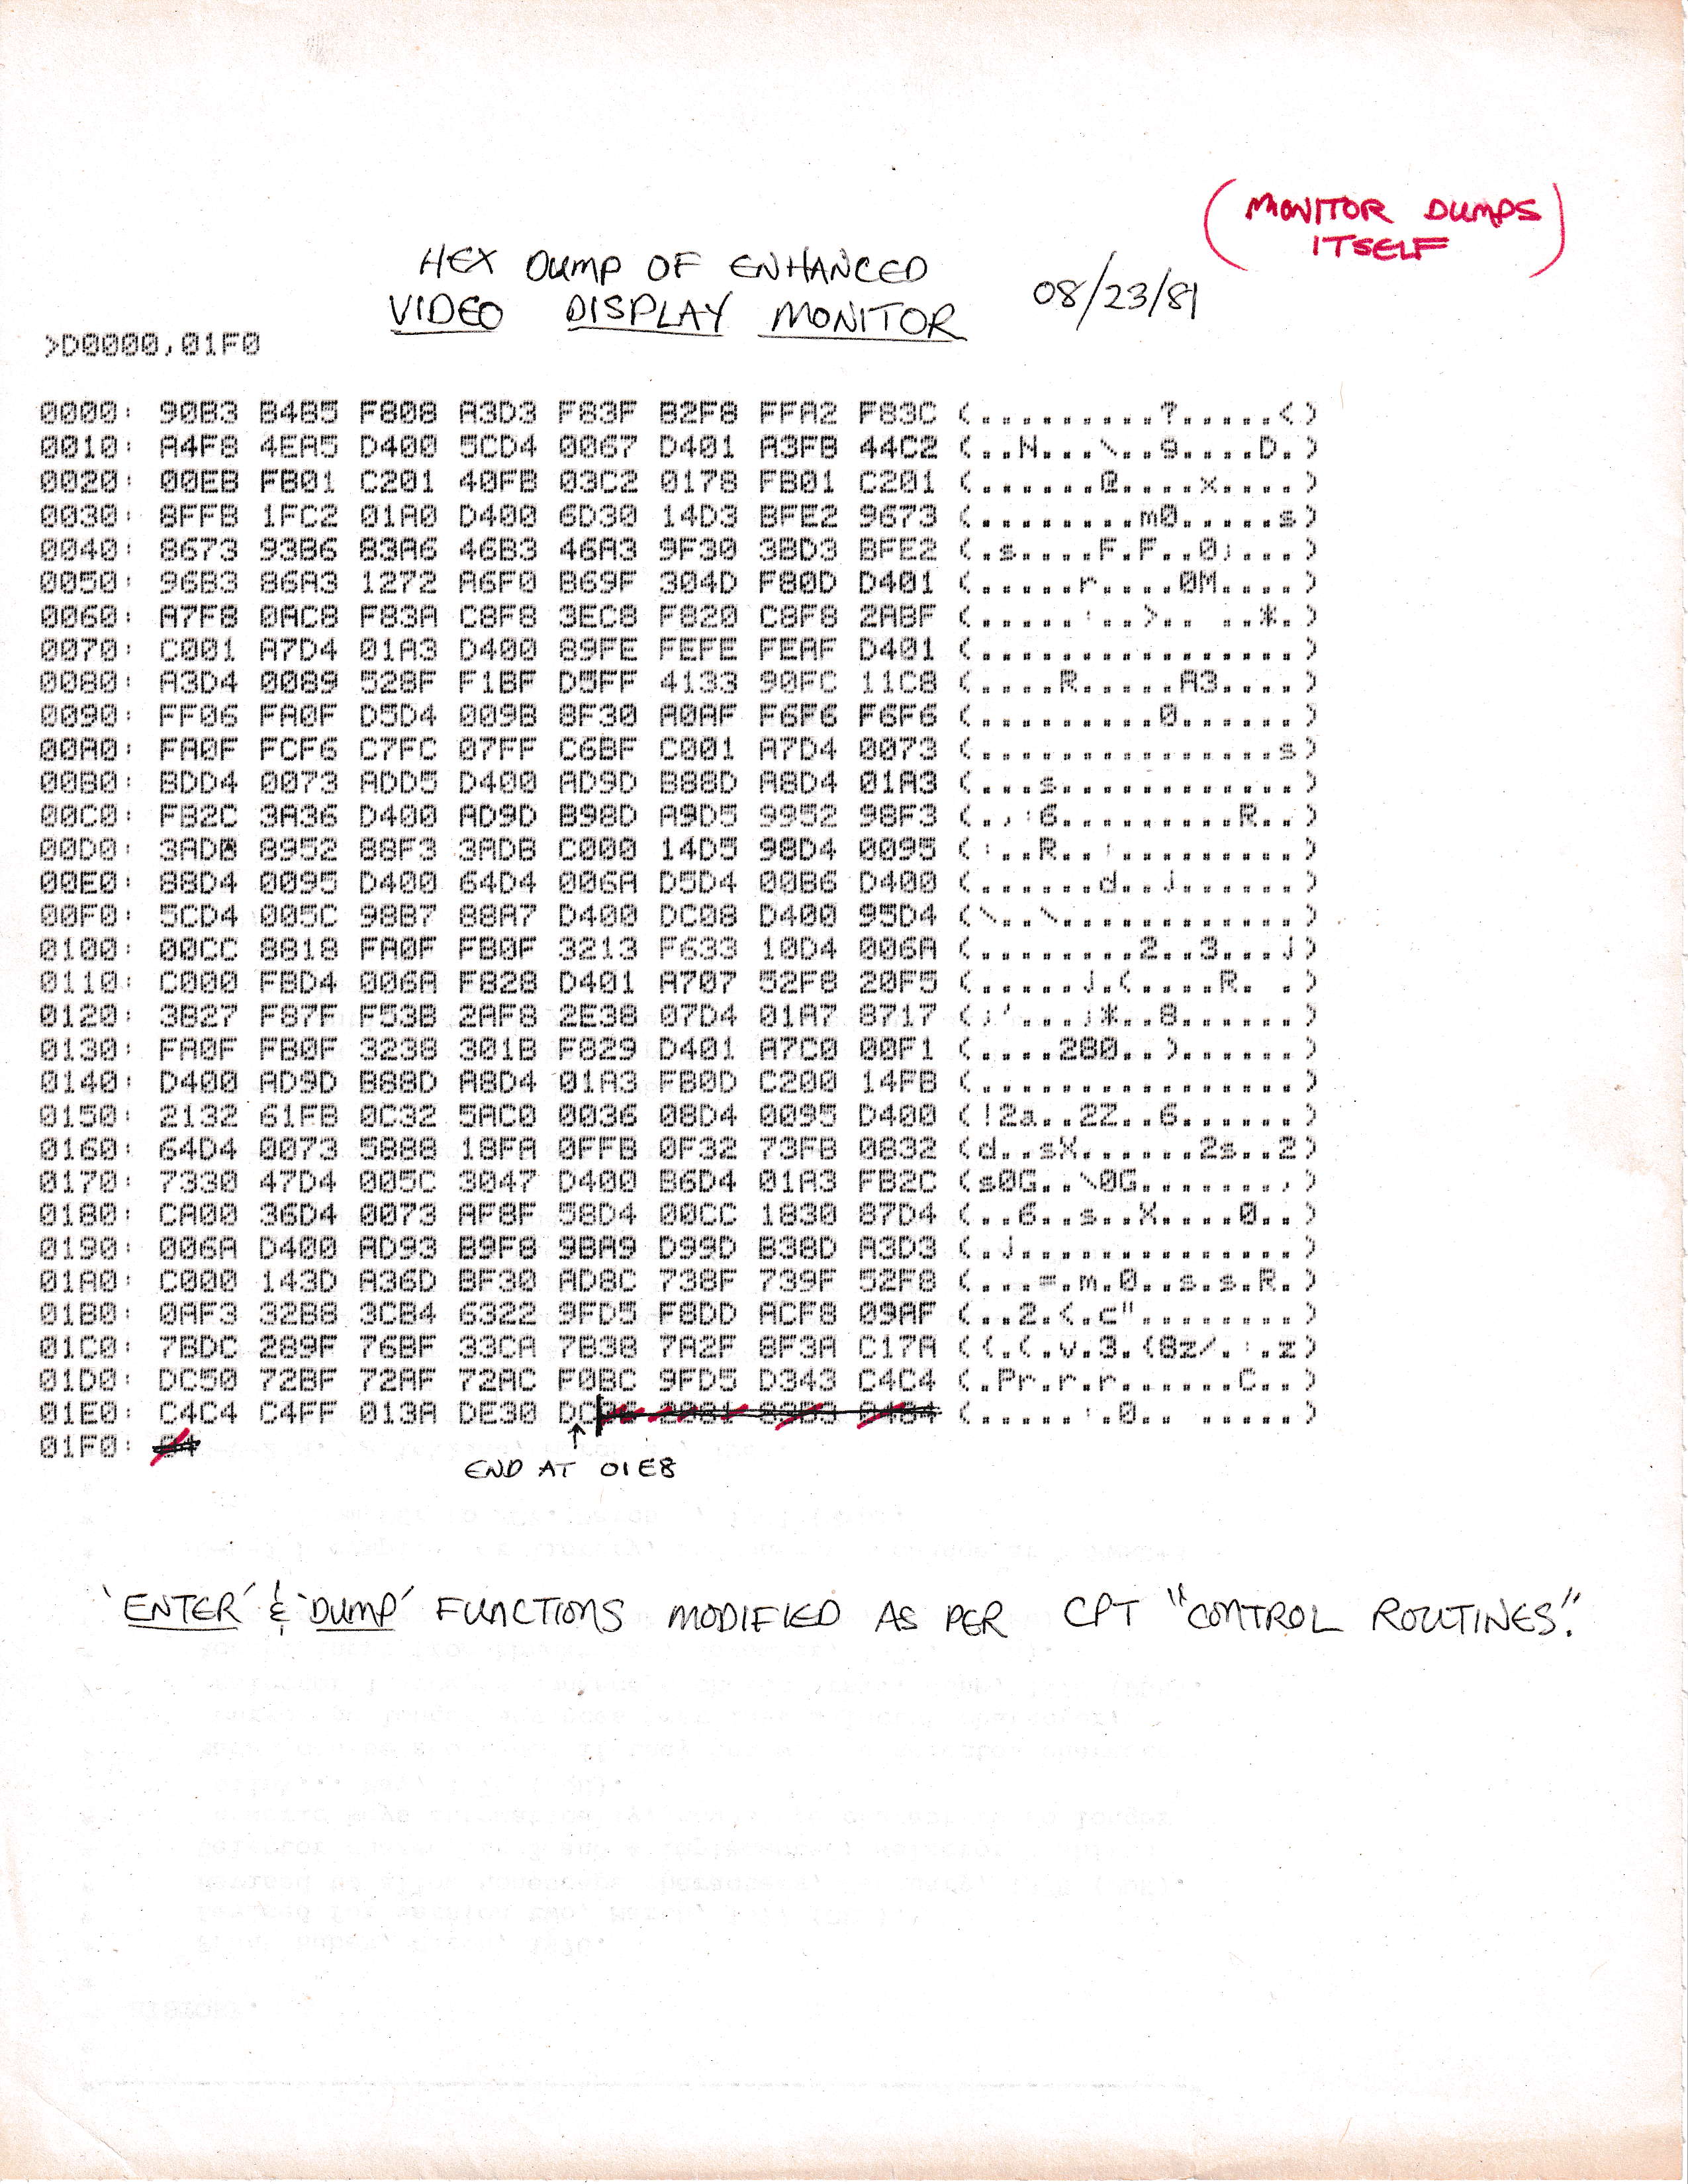 (MONITOR DUMPS
ITSELF)
HEX DUMP OF ENHANCED
VIDEO DISPLAY MONITOR 08/23/81
>D0000,01F0
0000: 90B3 B4B5 F808 A3D3 F83F B2F8 FFA2 F83C (.........?.....<)
0010: A4F8 4EA5 D400 5CD4 0067 D401 A3FB 44C2 (..N...\..g....D.)
0020: 00EB FB01 C201 40FB 03C2 0178 FB01 C201 (......@....x....)
0030: 8FFB 1FC2 01A0 D400 6D30 14D3 BFE2 9673 (........m0.....s)
0040: 8673 93B6 83A6 46B3 46A3 9F30 3BD3 BFE2 (.s....F.F..0;...)
0050: 96B3 86A3 1272 A6F0 B69F 304D F80D D401 (.....r....0M....)
0060: A7F8 0AC8 F83A C8F8 3EC8 F820 C8F8 2ABF (.....:..>.. ..*.)
0070: C001 A7D4 01A3 D400 89FE FEFE FEAF D401 (................)
0080: A3D4 0089 528F F1BF D5FF 4133 90FC 11C8 (....R.....A3....)
0090: FF06 FA0F D5D4 009B 8F30 A0AF F6F6 F6F6 (.........0......)
00A0: FA0F FCF6 C7FC 07FF C6BF C001 A7D4 0073 (...............s)
00B0: BDD4 0073 ADD5 D400 AD9D B88D A8D4 01A3 (...s............)
00C0: FB2C 3A36 D400 AD9D B98D A9D5 9952 98F3 (.,:6.........R..)
00D0: 3ADB 8952 88F3 3ADB C000 14D5 98D4 0095 (:..R..:.........)
00E0: 88D4 0095 D400 64D4 006A D5D4 00B6 D400 (......d..j......)
00F0: 5CD4 005C 98B7 88A7 D400 DC08 D400 95D4 (\..\............)
0100: 00CC 8818 FA0F FB0F 3213 F633 10D4 006A (........2..3...j)
0110: C000 FBD4 006A F828 D401 A707 52F8 20F5 (.....j.(....R. .)
0120: 3B27 F87F F53B 2AF8 2E38 07D4 01A7 8717 (;'...;*..8......)
0130: FA0F FB0F 3238 301B F829 D401 A7C0 00F1 (....280..)......)
0140: D400 AD9D B88D A8D4 01A3 FB0D C200 14FB (................)
0150: 2132 61FB 0C32 5AC0 0036 08D4 0095 D400 (!2a..2Z..6......)
0160: 64D4 0073 5888 18FA 0FFB 0F32 73FB 0832 (d..sX......2s..2)
0170: 7330 47D4 005C 3047 D400 B6D4 01A3 FB2C (s0G..\0G.......,)
0180: CA00 36D4 0073 AF8F 58D4 00CC 1830 87D4 (..6..s..X....0..)
0190: 006A D400 AD93 B9F8 9BA9 D99D B38D A3D3 (.j..............)
01A0: C000 143D A36D BF30 AD8C 738F 739F 52F8 (...=.m.0..s.s.R.)
01B0: 0AF3 32B8 3CB4 6322 9FD5 F8DD ACF8 09AF (..2.<.c"........)
01C0: 7BDC 289F 76BF 33CA 7B38 7A2F 8F3A C17A ({.(.v.3.{8z/.:.z)
01D0: DC50 72BF 72AF 72AC F0BC 9FD5 D343 C4C4 (.Pr.r.r......C..)
01E0: C4C4 C4FF 013A DE30 DC (.....:.0.. .....)
01F0:
↑
END AT 01E8
'ENTER' & 'DUMP' FUNCTIONS MODIFIED AS PER CPT "CONTROL ROUTINES."